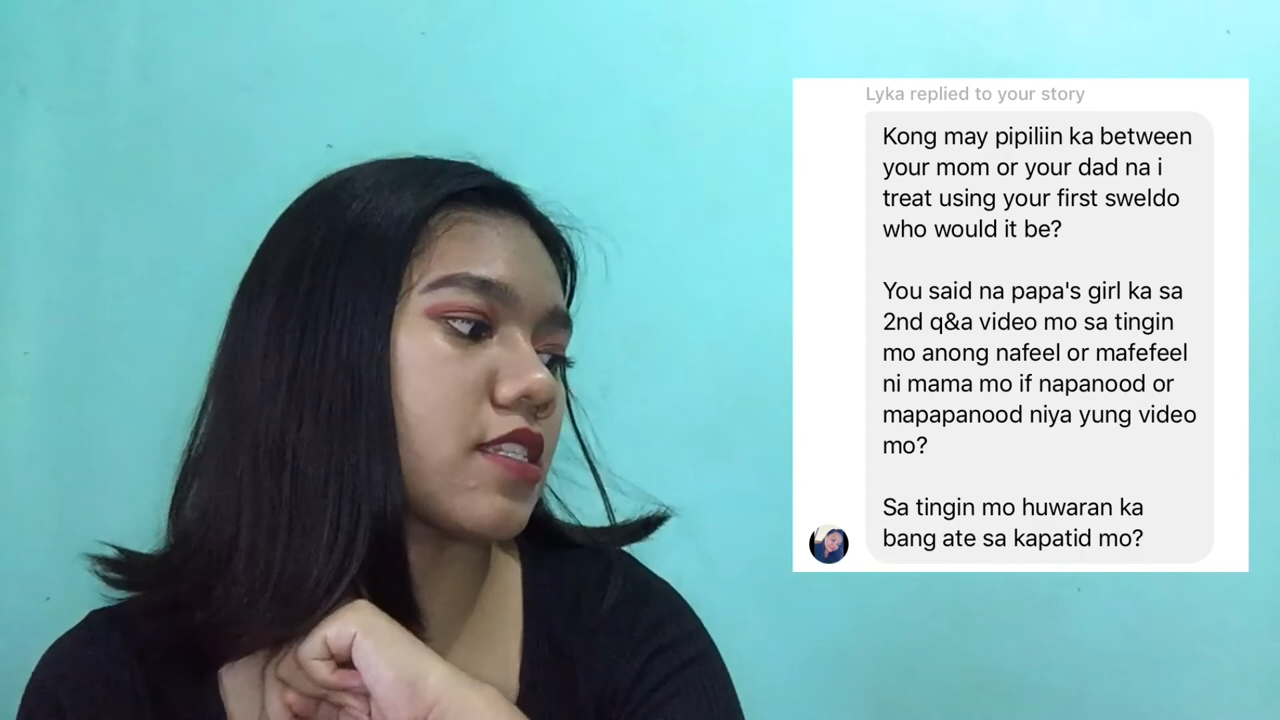 Lyka replied to your story
Kong may pipiliin ka between
your mom or your dad na i
treat using your first sweldo
who would it be?
You said na papa's girl ka sa
2nd q&a video mo sa tingin
mo anong nafeel or mafefeel
ni mama mo if napanood or
mapapanood niya yung video
mo?
Sa tingin mo huwaran ka
bang ate sa kapatid mo?